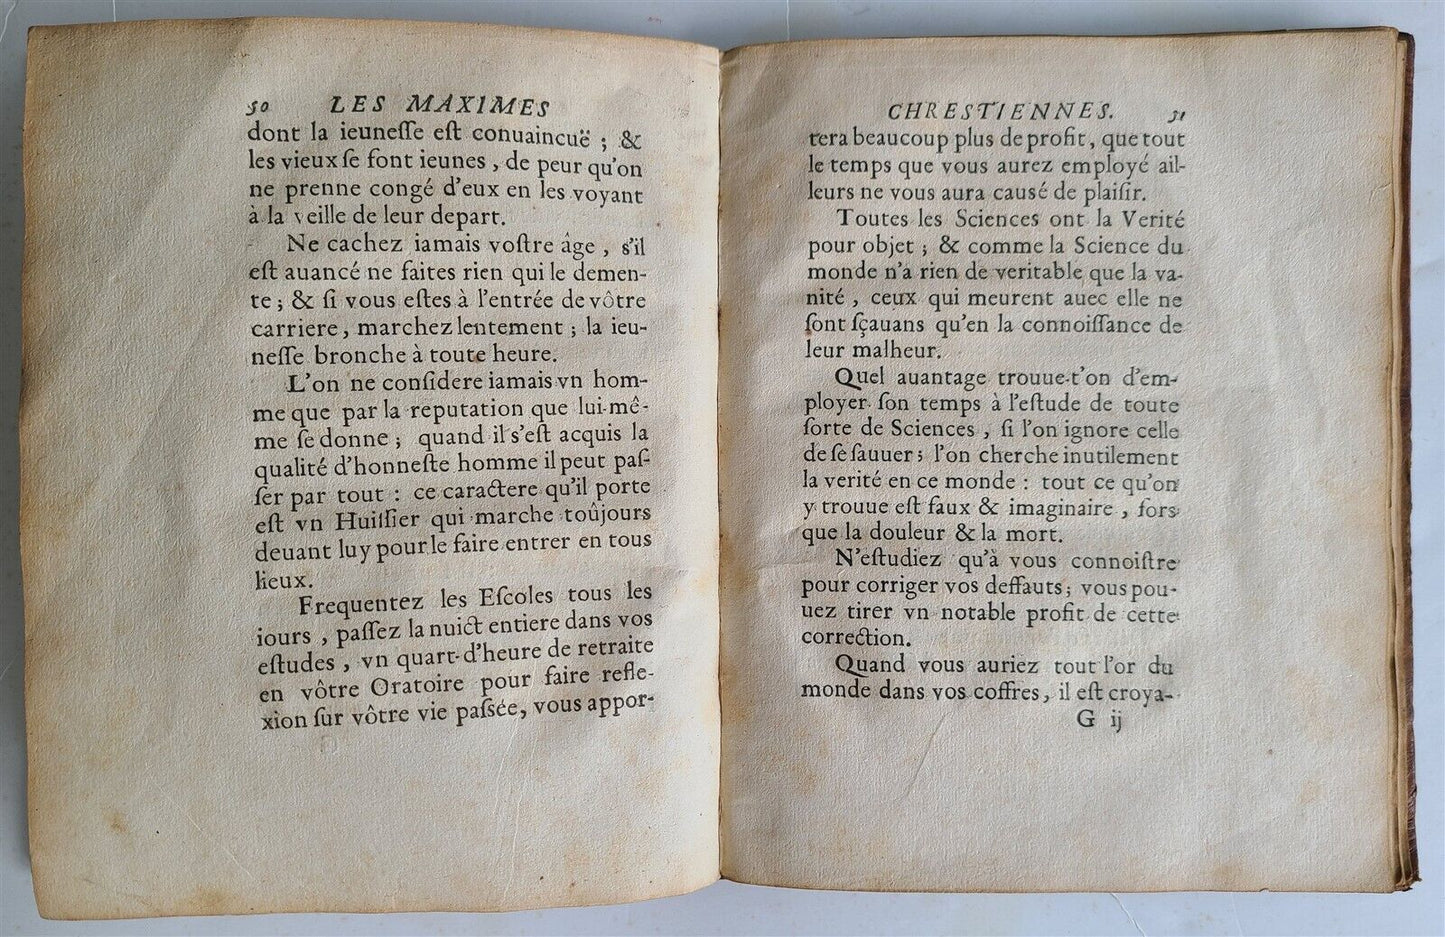 50 LES MAXIMES
dont la ieuneſſe eſt conuaincuë ; &
les vieux ſe font ieunes , de peur qu'on
ne prenne congé d'eux en les voyant
à la veille de leur depart.
Ne cachez iamais voſtre âge , s'il
eſt auancé ne faites rien qui le demen-
te ; & ſi vous eſtes à l'entrée de vôtre
carriere, marchez lentement ; la ieu-
neſſe bronche à toute heure.
L'on ne conſidere iamais vn hom-
me que par la reputation que lui-mê-
me ſe donne ; quand il s'eſt acquis la
qualité d'honneſte homme il peut paſ-
ſer par tout : ce caractere qu'il porte
eſt vn Huiſſier qui marche toûjours
deuant luy pour le faire entrer en tous
lieux.
Frequentez les Eſcoles tous les
iours , paſſez la nuict entiere dans vos
eſtudes , vn quart-d'heure de retraite
en vôtre Oratoire pour faire refle-
xion ſur vôtre vie paſſée, vous appor-
CHRESTIENNES. 51
tera beaucoup plus de profit, que tout
le temps que vous aurez employé ail-
leurs ne vous aura causé de plaiſir.
Toutes les Sciences ont la Verité
pour objet ; & comme la Science du
monde n'a rien de veritable que la va-
nité , ceux qui meurent auec elle ne
ſont ſçauans qu'en la connoiſſance de
leur malheur.
Quel auantage trouue-t'on d'em-
ployer ſon temps à l'eſtude de toute
ſorte de Sciences , ſi l'on ignore celle
de ſe ſauuer ; l'on cherche inutilement
la verité en ce monde : tout ce qu'on
y trouue eſt faux & imaginaire , fors
que la douleur & la mort.
N'eſtudiez qu'à vous connoiſtre
pour corriger vos deffauts ; vous pou-
uez tirer vn notable profit de cette
correction.
Quand vous auriez tout l'or du
monde dans vos coffres, il eſt croya-
G ij